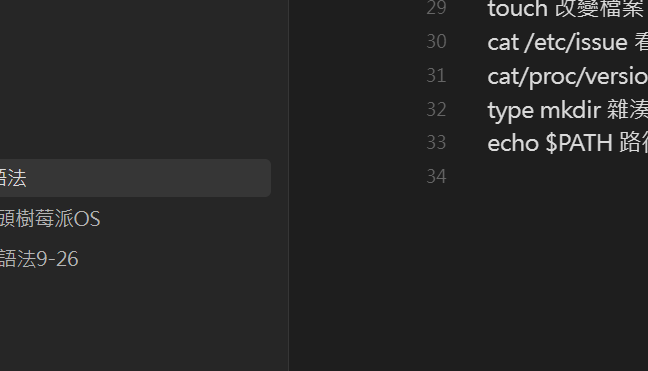 語法
頭樹莓派OS
語法9-26
29 touch 改變檔案
30 cat /etc/issue 看
31 cat/proc/versio
32 type mkdir 雜湊
33 echo $PATH 路徑
34